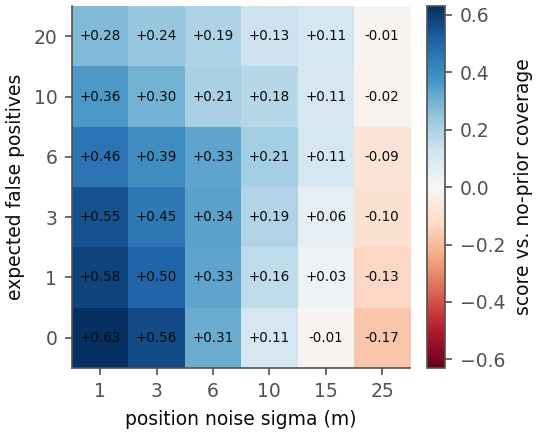 expected false positives
20 +0.28 +0.24 +0.19 +0.13 +0.11 -0.01
10 +0.36 +0.30 +0.21 +0.18 +0.11 -0.02
6 +0.46 +0.39 +0.33 +0.21 +0.11 -0.09
3 +0.55 +0.45 +0.34 +0.19 +0.06 -0.10
1 +0.58 +0.50 +0.33 +0.16 +0.03 -0.13
0 +0.63 +0.56 +0.31 +0.11 -0.01 -0.17
1 3 6 10 15 25
position noise sigma (m)
0.6
0.4
0.2
0.0
−0.2
−0.4
−0.6
score vs. no-prior coverage